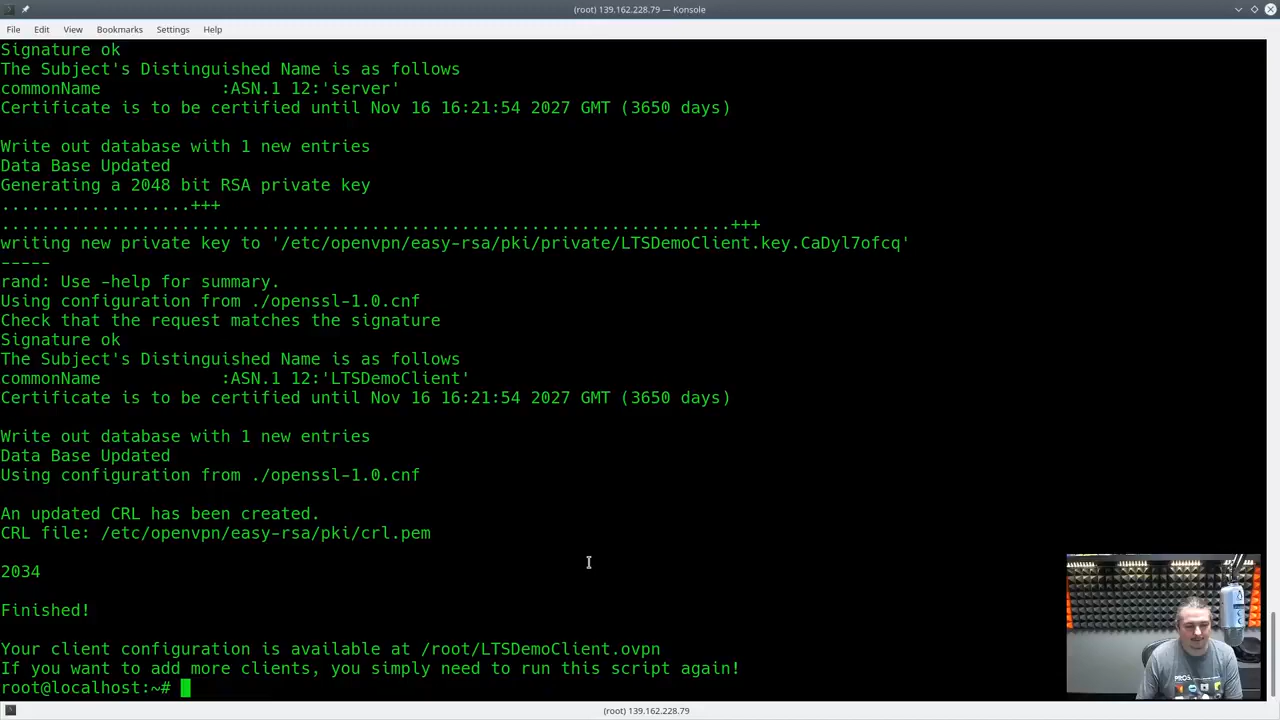 (root) 139.162.228.79 — Konsole
File Edit View Bookmarks Settings Help
Signature ok
The Subject's Distinguished Name is as follows
commonName            :ASN.1 12:'server'
Certificate is to be certified until Nov 16 16:21:54 2027 GMT (3650 days)
Write out database with 1 new entries
Data Base Updated
Generating a 2048 bit RSA private key
...................+++
.........................................................................+++
writing new private key to '/etc/openvpn/easy-rsa/pki/private/LTSDemoClient.key.CaDyl7ofcq'
-----
rand: Use -help for summary.
Using configuration from ./openssl-1.0.cnf
Check that the request matches the signature
Signature ok
The Subject's Distinguished Name is as follows
commonName            :ASN.1 12:'LTSDemoClient'
Certificate is to be certified until Nov 16 16:21:54 2027 GMT (3650 days)
Write out database with 1 new entries
Data Base Updated
Using configuration from ./openssl-1.0.cnf
An updated CRL has been created.
CRL file: /etc/openvpn/easy-rsa/pki/crl.pem
2034
Finished!
Your client configuration is available at /root/LTSDemoClient.ovpn
If you want to add more clients, you simply need to run this script again!
root@localhost:~#
PROS.
(root) 139.162.228.79